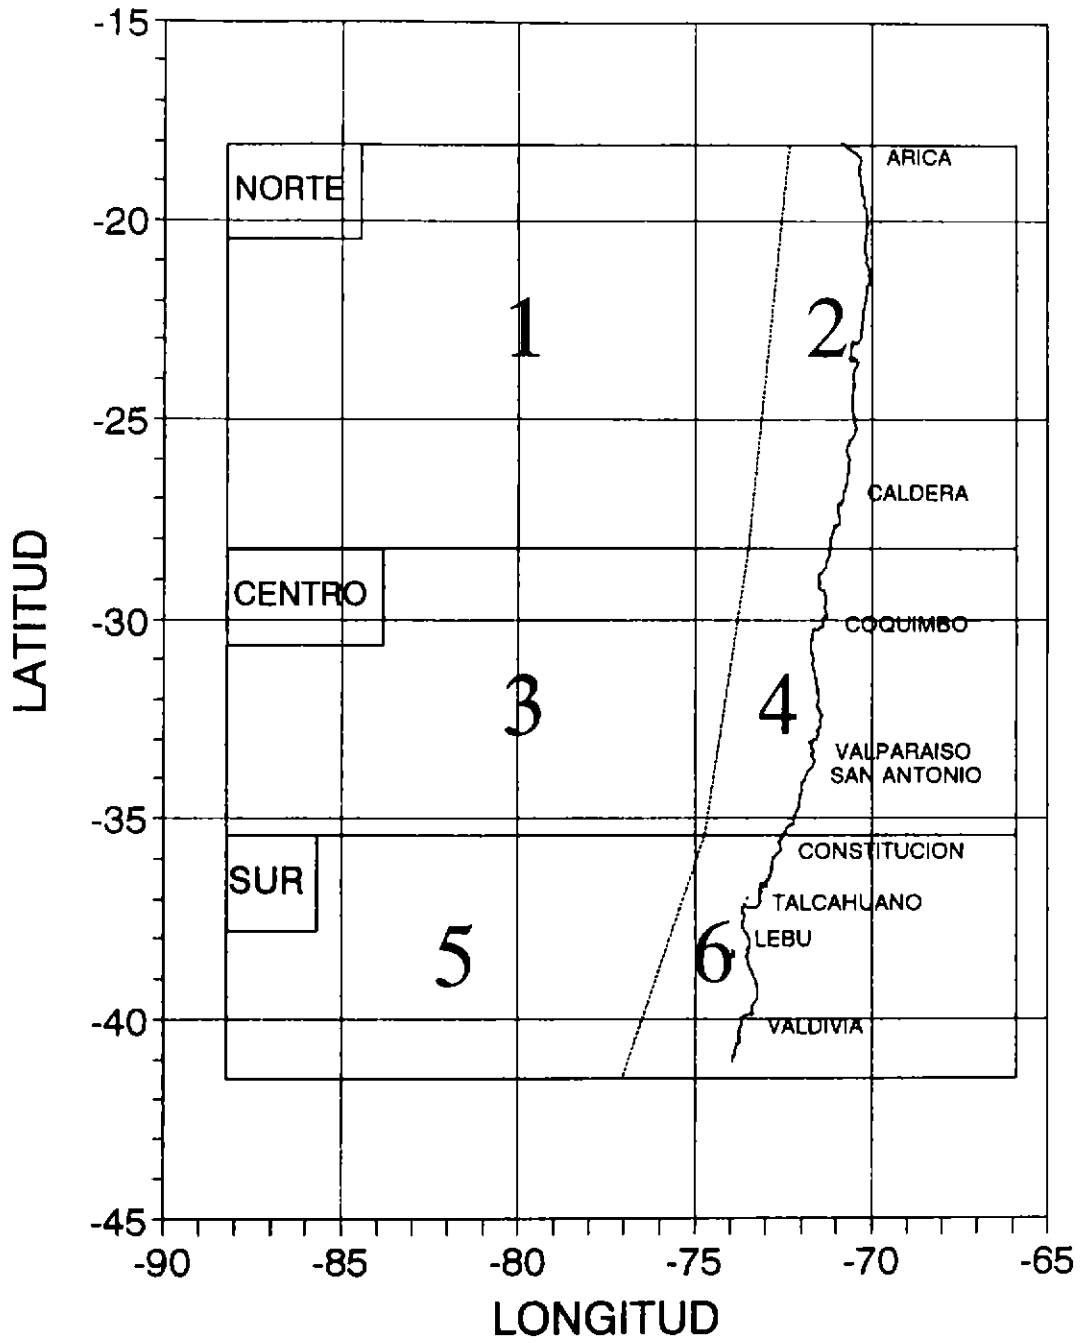 -15
ARICA
NORTE
-20
1
2
-25
CALDERA
CENTRO
-30
COQUIMBO
LATITUD
3
4
VALPARAISO
SAN ANTONIO
-35
CONSTITUCION
SUR
TALCAHUANO
LEBU
5
6
-40
VALDIVIA
-45
-90 -85 -80 -75 -70 -65
LONGITUD